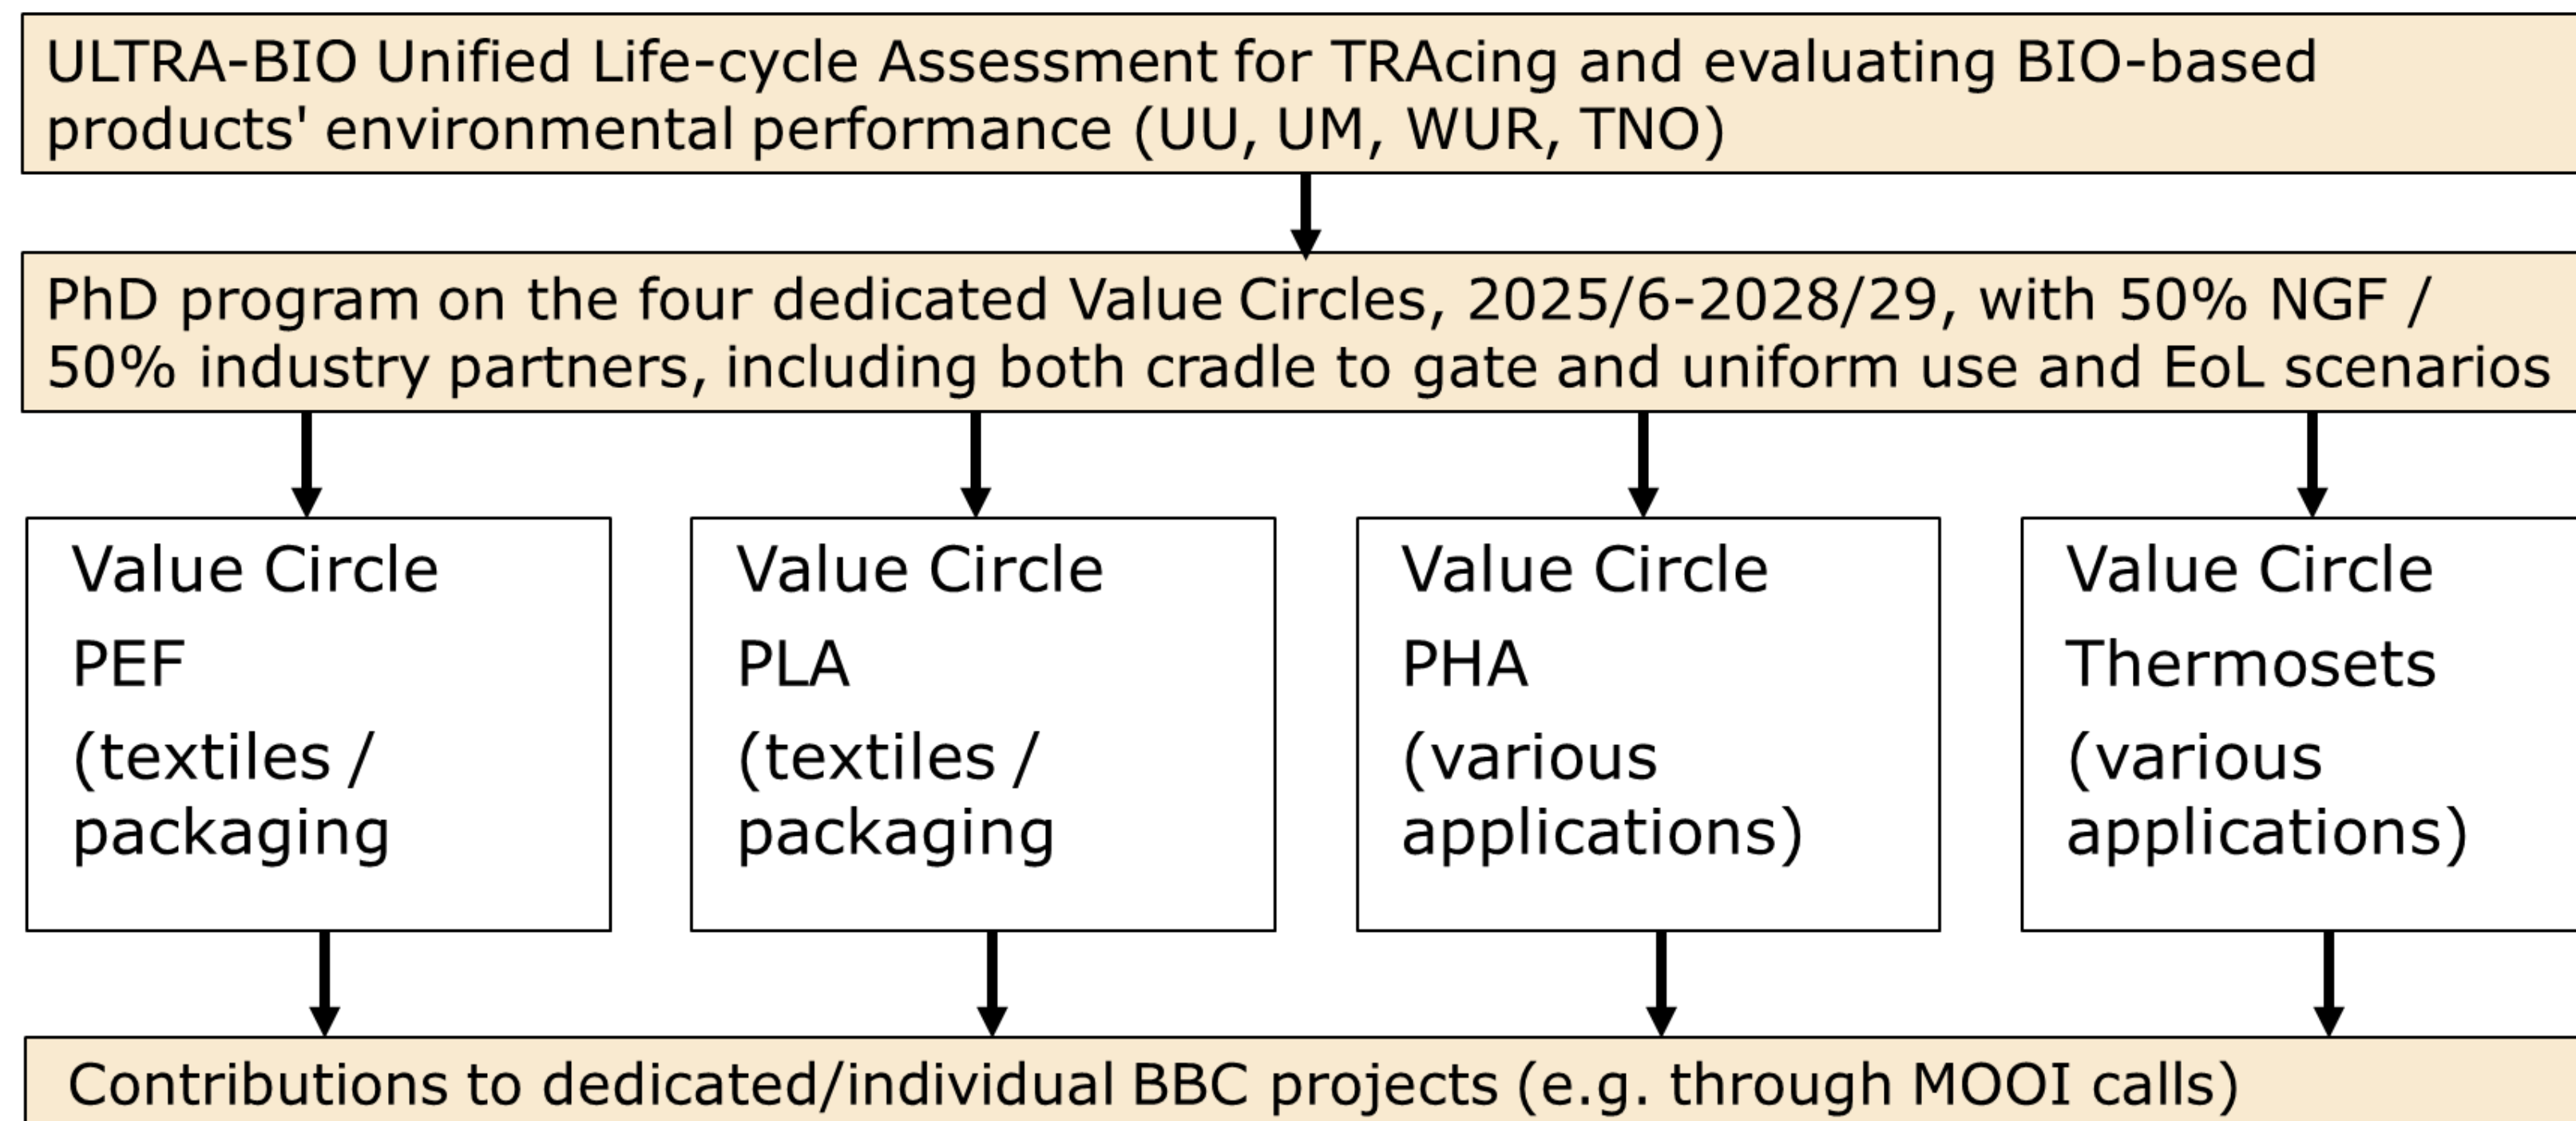 ULTRA-BIO Unified Life-cycle Assessment for TRAcing and evaluating BIO-based
products' environmental performance (UU, UM, WUR, TNO)
PhD program on the four dedicated Value Circles, 2025/6-2028/29, with 50% NGF /
50% industry partners, including both cradle to gate and uniform use and EoL scenarios
Value Circle
PEF
(textiles /
packaging
Value Circle
PLA
(textiles /
packaging
Value Circle
PHA
(various
applications)
Value Circle
Thermosets
(various
applications)
Contributions to dedicated/individual BBC projects (e.g. through MOOI calls)